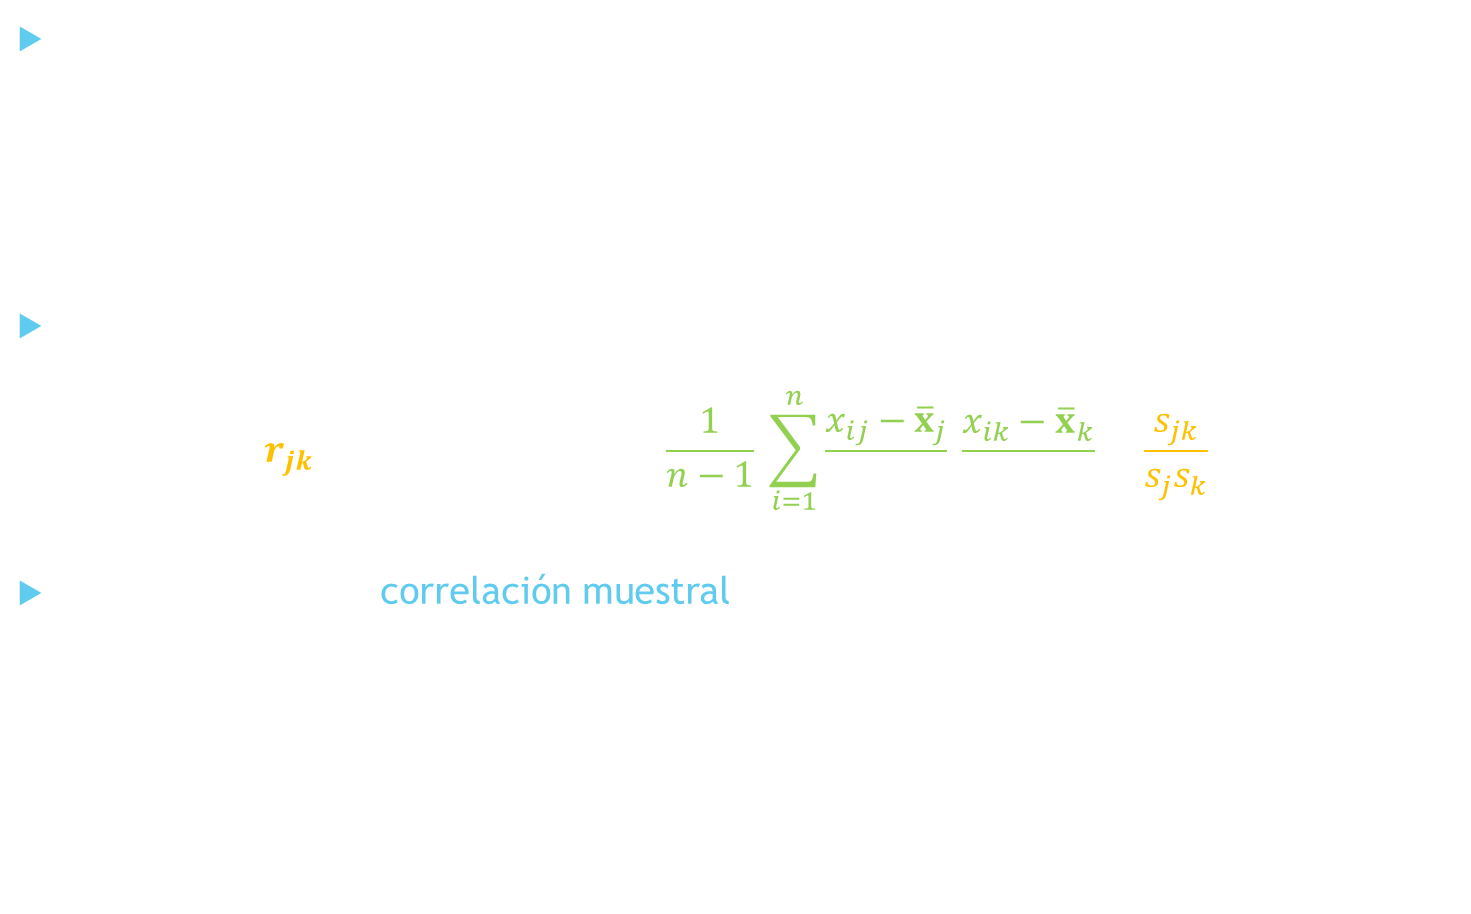 ▶
▶
𝒓_𝒋𝒌 1/(n − 1) ∑_{i=1}^{n} (x_ij − x̄_j)/ (x_ik − x̄_k)/ s_jk/(s_j s_k)
▶ correlación muestral